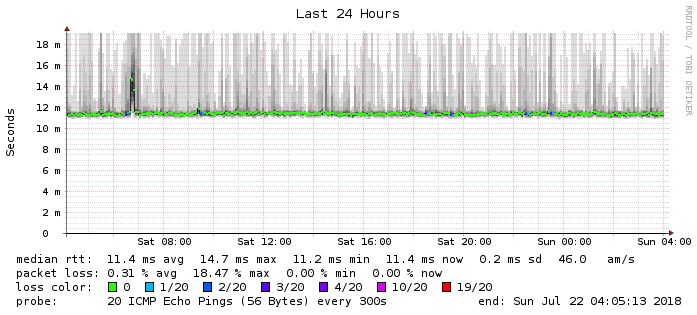 Last 24 Hours
RRDTOOL / TOBI OETIKER
Seconds
18 m
16 m
14 m
12 m
10 m
8 m
6 m
4 m
2 m
0
Sat 08:00 Sat 12:00 Sat 16:00 Sat 20:00 Sun 00:00 Sun 04:00
median rtt: 11.4 ms avg 14.7 ms max 11.2 ms min 11.4 ms now 0.2 ms sd 46.0 am/s
packet loss: 0.31 % avg 18.47 % max 0.00 % min 0.00 % now
loss color: 0 1/20 2/20 3/20 4/20 10/20 19/20
probe: 20 ICMP Echo Pings (56 Bytes) every 300s end: Sun Jul 22 04:05:13 2018